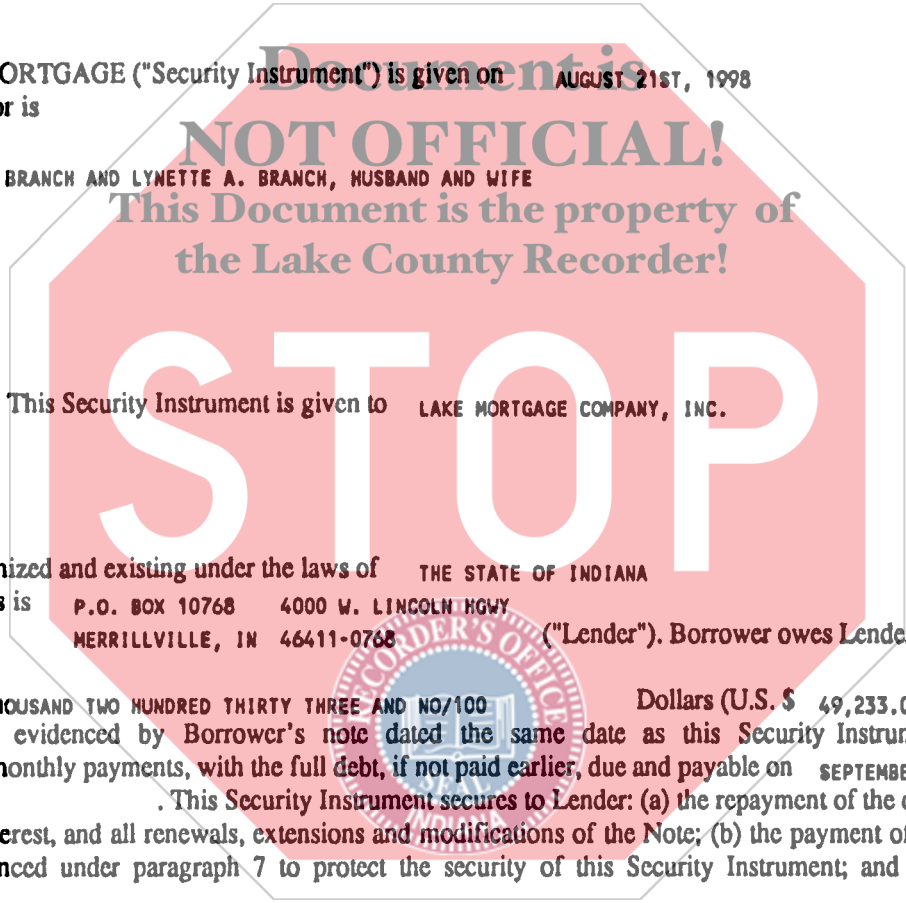 Document is
ORTGAGE ("Security Instrument") is given on AUGUST 21ST, 1998
or is
NOT OFFICIAL!
BRANCH AND LYNETTE A. BRANCH, HUSBAND AND WIFE
This Document is the property of
the Lake County Recorder!
STOP
This Security Instrument is given to LAKE MORTGAGE COMPANY, INC.
nized and existing under the laws of THE STATE OF INDIANA
s is P.O. BOX 10768 4000 W. LINCOLN HGWY
MERRILLVILLE, IN 46411-0768 ("Lender"). Borrower owes Lende
HOUSAND TWO HUNDRED THIRTY THREE AND NO/100 Dollars (U.S. $ 49,233.0
evidenced by Borrower's note dated the same date as this Security Instrum
monthly payments, with the full debt, if not paid earlier, due and payable on SEPTEMBE
. This Security Instrument secures to Lender: (a) the repayment of the d
erest, and all renewals, extensions and modifications of the Note; (b) the payment of
nced under paragraph 7 to protect the security of this Security Instrument; and
RECORDER'S OFFICE
SEAL
INDIANA